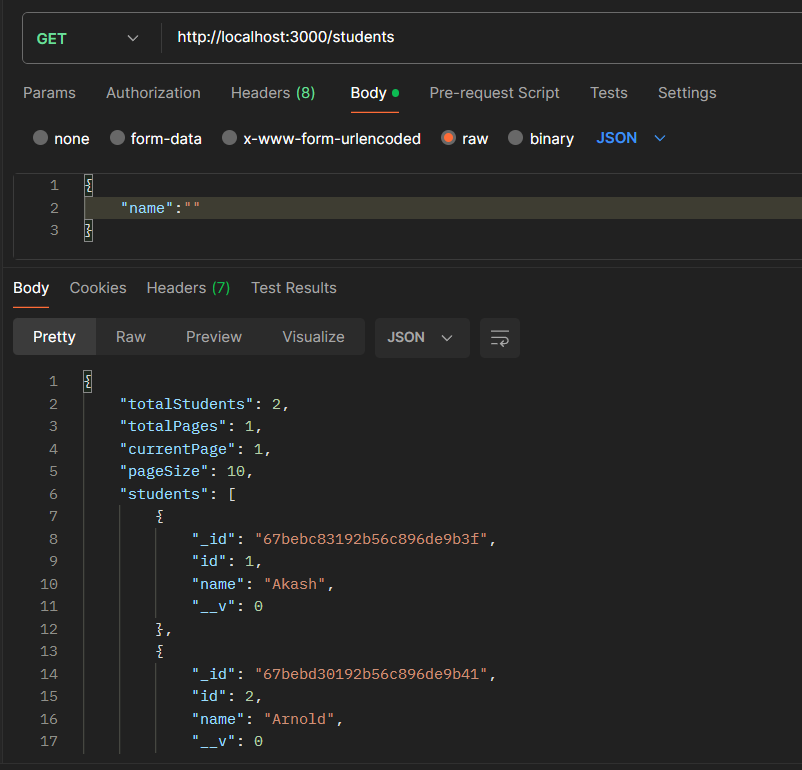 GET http://localhost:3000/students
Params Authorization Headers (8) Body Pre-request Script Tests Settings
none form-data x-www-form-urlencoded raw binary JSON
1 {
2 "name":""
3 }
Body Cookies Headers (7) Test Results
Pretty Raw Preview Visualize JSON
1 {
2 "totalStudents": 2,
3 "totalPages": 1,
4 "currentPage": 1,
5 "pageSize": 10,
6 "students": [
7 {
8 "_id": "67bebc83192b56c896de9b3f",
9 "id": 1,
10 "name": "Akash",
11 "__v": 0
12 },
13 {
14 "_id": "67bebd30192b56c896de9b41",
15 "id": 2,
16 "name": "Arnold",
17 "__v": 0